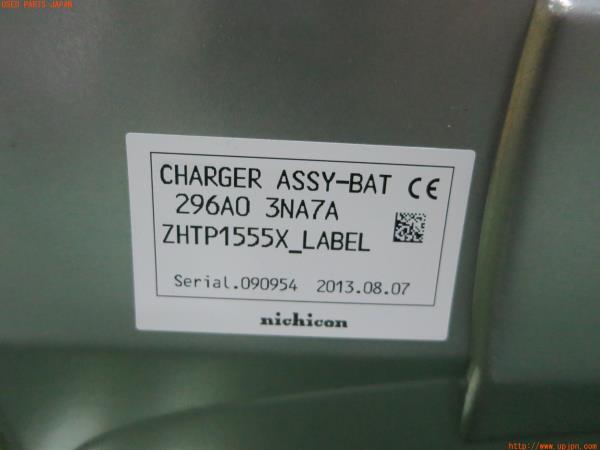 USED PARTS JAPAN
CHARGER ASSY-BAT CE
296A0 3NA7A
ZHTP1555X_LABEL
Serial.090954 2013.08.07
nichicon
http://www.upjpn.com/